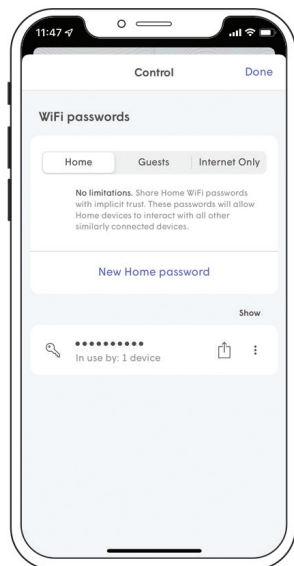 11:47
Control
Done
WiFi passwords
Home Guests Internet Only
No limitations. Share Home WiFi passwords
with implicit trust. These passwords will allow
Home devices to interact with all other
similarly connected devices.
New Home password
Show
••••••••••
In use by: 1 device